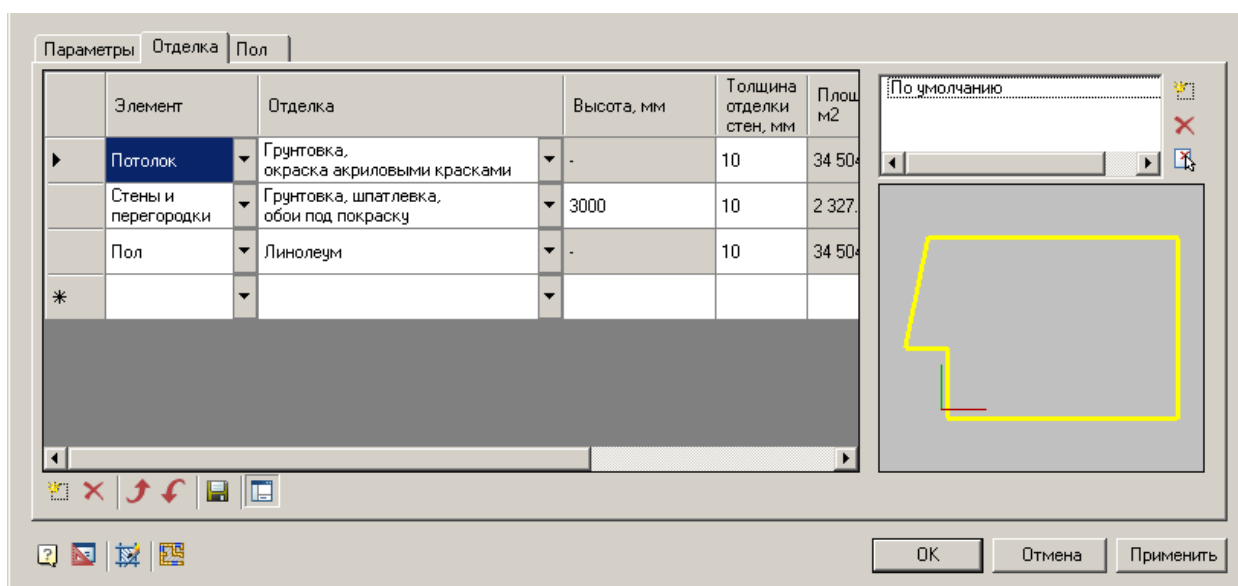 Параметры Отделка Пол
Элемент Отделка Высота, мм Толщина отделки стен, мм Площ м2
Потолок Грунтовка, окраска акриловыми красками - 10 34 504
Стены и перегородки Грунтовка, шпатлевка, обои под покраску 3000 10 2 327.
Пол Линолеум - 10 34 504
По умолчанию
OK Отмена Применить